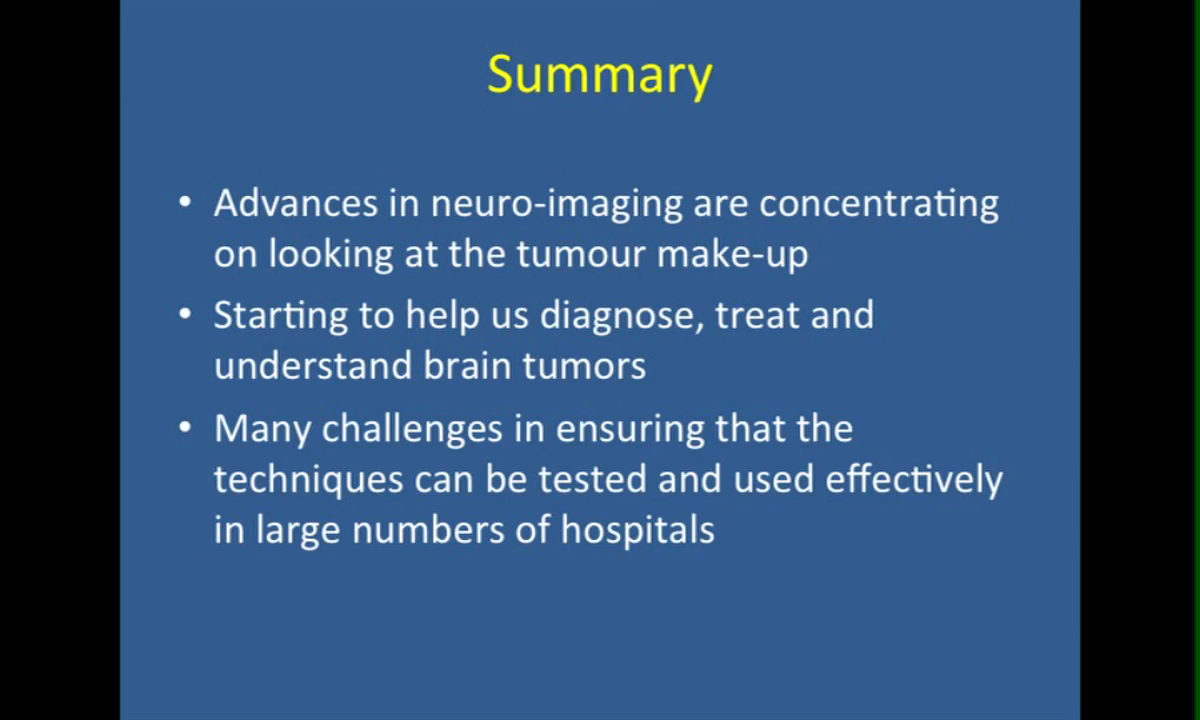 Summary
• Advances in neuro-imaging are concentrating
on looking at the tumour make-up
• Starting to help us diagnose, treat and
understand brain tumors
• Many challenges in ensuring that the
techniques can be tested and used effectively
in large numbers of hospitals